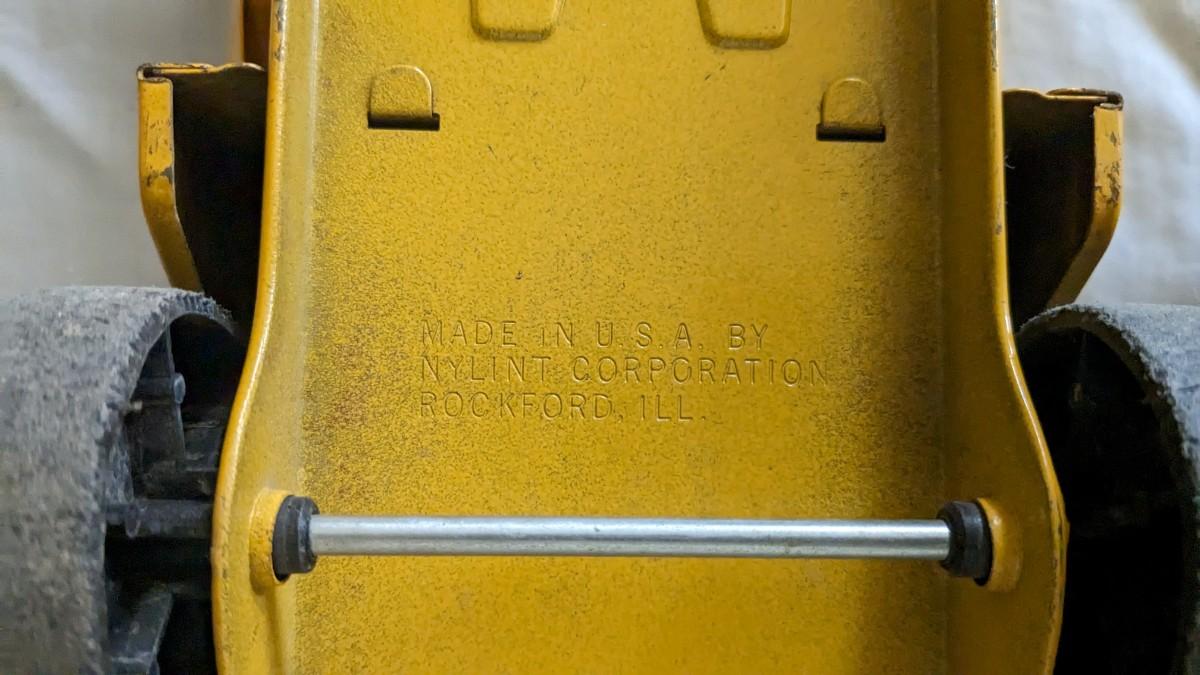 MADE IN U.S.A. BY
NYLINT CORPORATION
ROCKFORD, ILL.